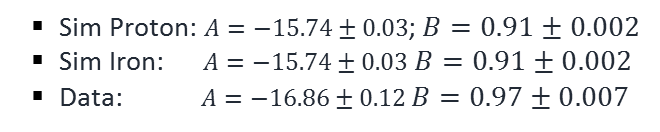 ▪ Sim Proton: A = −15.74 ± 0.03; B = 0.91 ± 0.002
▪ Sim Iron: A = −15.74 ± 0.03 B = 0.91 ± 0.002
▪ Data: A = −16.86 ± 0.12 B = 0.97 ± 0.007